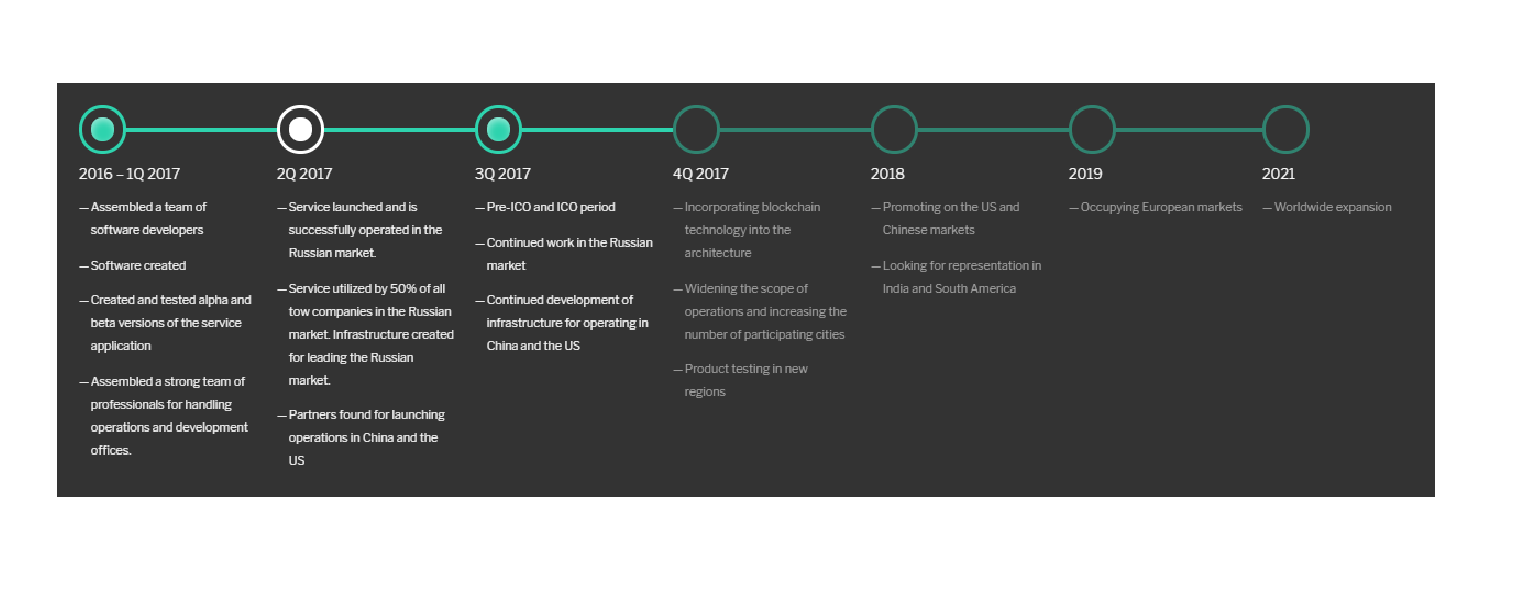 2016 – 1Q 2017
— Assembled a team of
software developers
— Software created
— Created and tested alpha and
beta versions of the service
application
— Assembled a strong team of
professionals for handling
operations and development
offices.
2Q 2017
— Service launched and is
successfully operated in the
Russian market.
— Service utilized by 50% of all
tow companies in the Russian
market. Infrastructure created
for leading the Russian
market.
— Partners found for launching
operations in China and the
US
3Q 2017
— Pre-ICO and ICO period
— Continued work in the Russian
market
— Continued development of
infrastructure for operating in
China and the US
4Q 2017
— Incorporating blockchain
technology into the
architecture
— Widening the scope of
operations and increasing the
number of participating cities
— Product testing in new
regions
2018
— Promoting on the US and
Chinese markets
— Looking for representation in
India and South America
2019
— Occupying European markets
2021
— Worldwide expansion